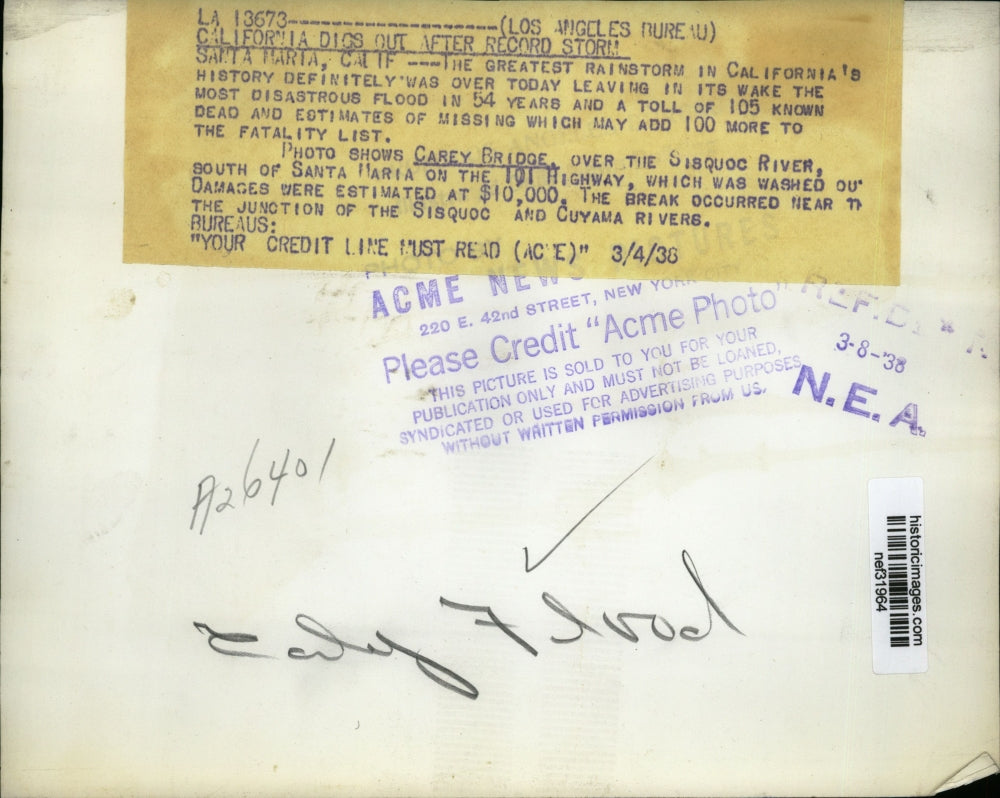 LA 13673--------------------(LOS ANGELES BUREAU)
CALIFORNIA DIGS OUT AFTER RECORD STORM
SANTA MARIA, CALIF ---THE GREATEST RAINSTORM IN CALIFORNIA'S
HISTORY DEFINITELY WAS OVER TODAY LEAVING IN ITS WAKE THE
MOST DISASTROUS FLOOD IN 54 YEARS AND A TOLL OF 105 KNOWN
DEAD AND ESTIMATES OF MISSING WHICH MAY ADD 100 MORE TO
THE FATALITY LIST.
PHOTO SHOWS CAREY BRIDGE, OVER THE SISQUOC RIVER,
SOUTH OF SANTA MARIA ON THE 101 HIGHWAY, WHICH WAS WASHED OU'
DAMAGES WERE ESTIMATED AT $10,000. THE BREAK OCCURRED NEAR
THE JUNCTION OF THE SISQUOC AND CUYAMA RIVERS.
BUREAUS:
"YOUR CREDIT LINE MUST READ (ACME)" 3/4/38
ACME NEWS
220 E. 42nd STREET, NEW YORK
Please Credit "Acme Photo"
THIS PICTURE IS SOLD TO YOU FOR YOUR
PUBLICATION ONLY AND MUST NOT BE LOANED,
SYNDICATED OR USED FOR ADVERTISING PURPOSES
WITHOUT WRITTEN PERMISSION FROM US.
3-8-'38
N.E.A.
A26401
Flood
historicimages.com
nef31964